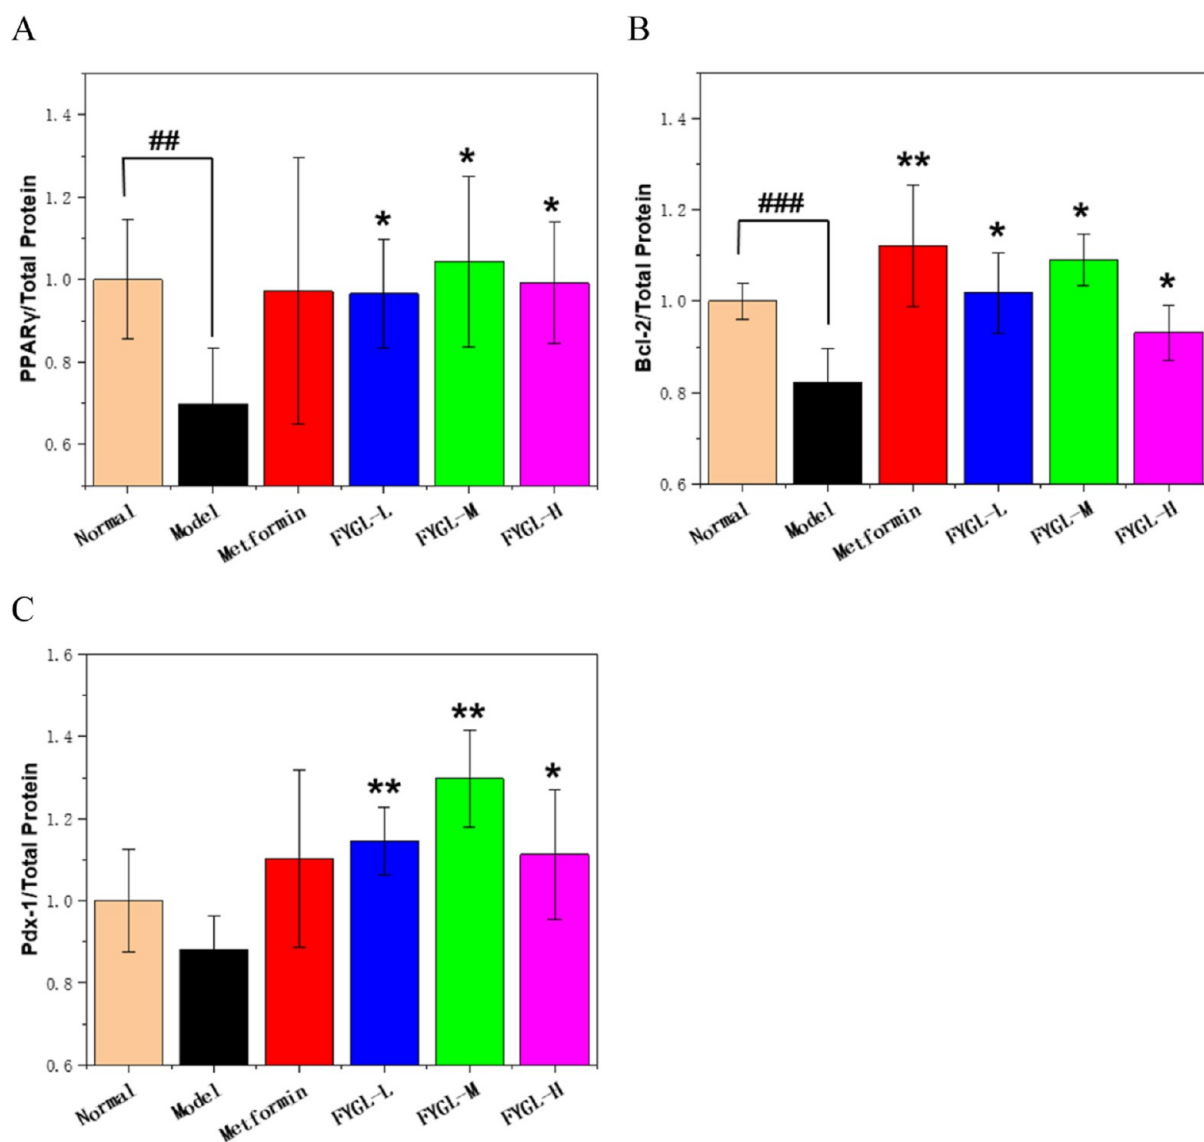 A
PPARγ/Total Protein
1.4
1.2
1.0
0.8
0.6
##
*
*
*
Normal
Model
Metformin
FYGL-L
FYGL-M
FYGL-H
B
Bcl-2/Total Protein
1.4
1.2
1.0
0.8
0.6
###
**
*
*
*
Normal
Model
Metformin
FYGL-L
FYGL-M
FYGL-H
C
Pdx-1/Total Protein
1.6
1.4
1.2
1.0
0.8
0.6
**
**
*
Normal
Model
Metformin
FYGL-L
FYGL-M
FYGL-H